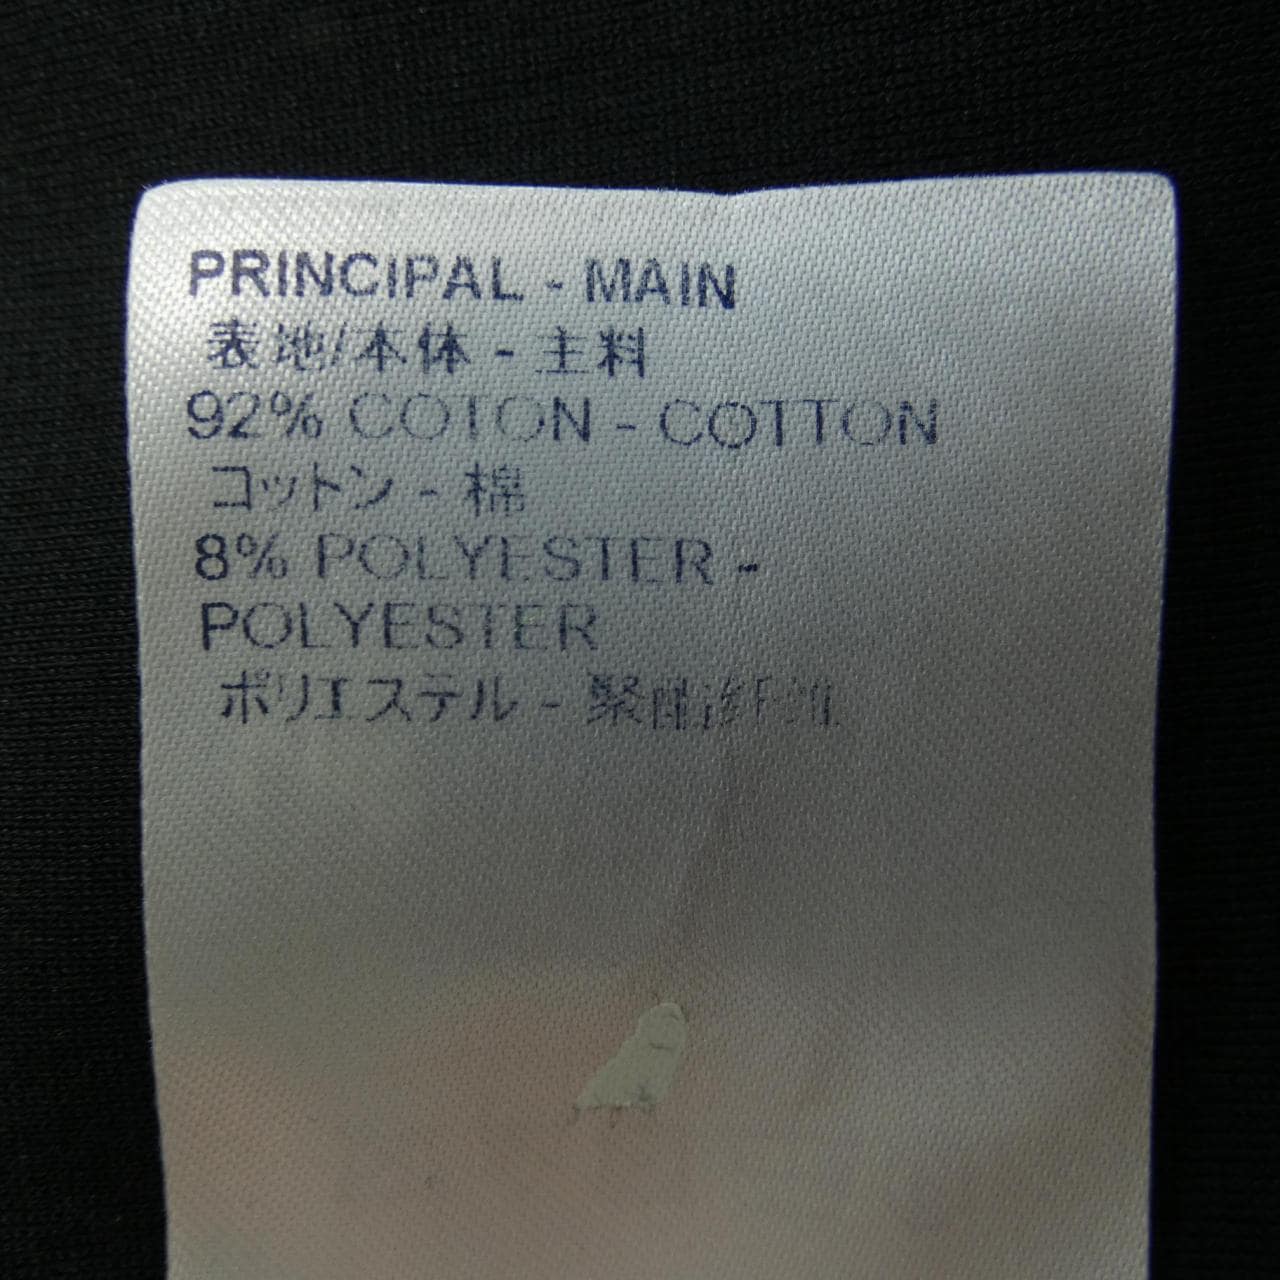 PRINCIPAL - MAIN
表地/本体 - 主料
92% COTON - COTTON
コットン - 棉
8% POLYESTER -
POLYESTER
ポリエステル - 聚酯纤维